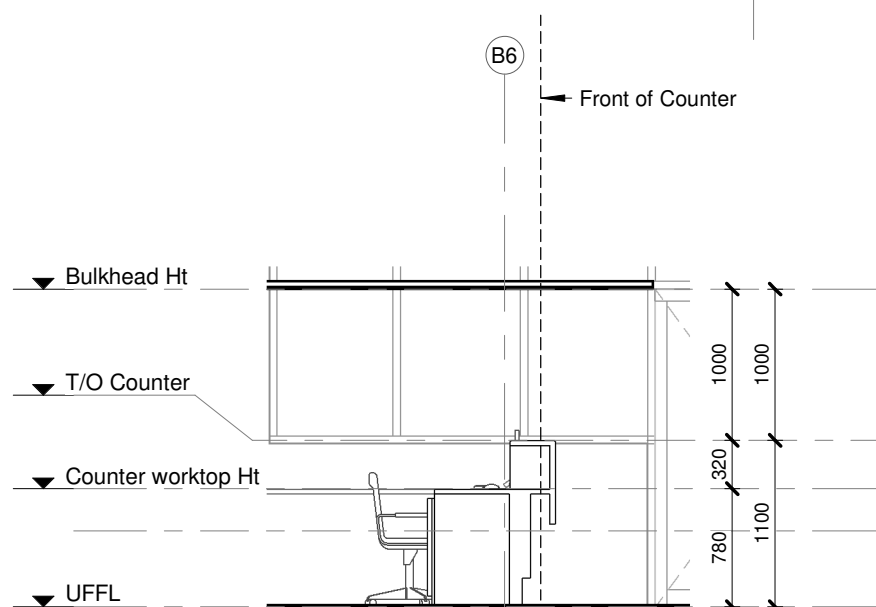 B6
Front of Counter
Bulkhead Ht
1000
1000
T/O Counter
320
Counter worktop Ht
1100
780
UFFL